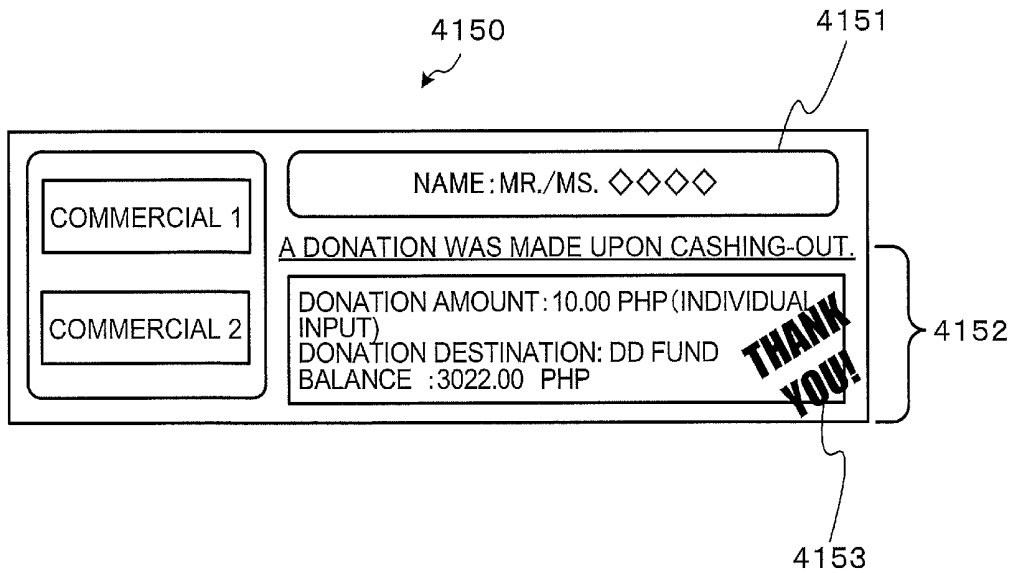 4150
4151
NAME:MR./MS. ◇◇◇◇
COMMERCIAL 1
COMMERCIAL 2
A DONATION WAS MADE UPON CASHING-OUT.
DONATION AMOUNT:10.00 PHP(INDIVIDUAL
INPUT)
DONATION DESTINATION: DD FUND
BALANCE :3022.00 PHP
THANK
YOU!
4152
4153